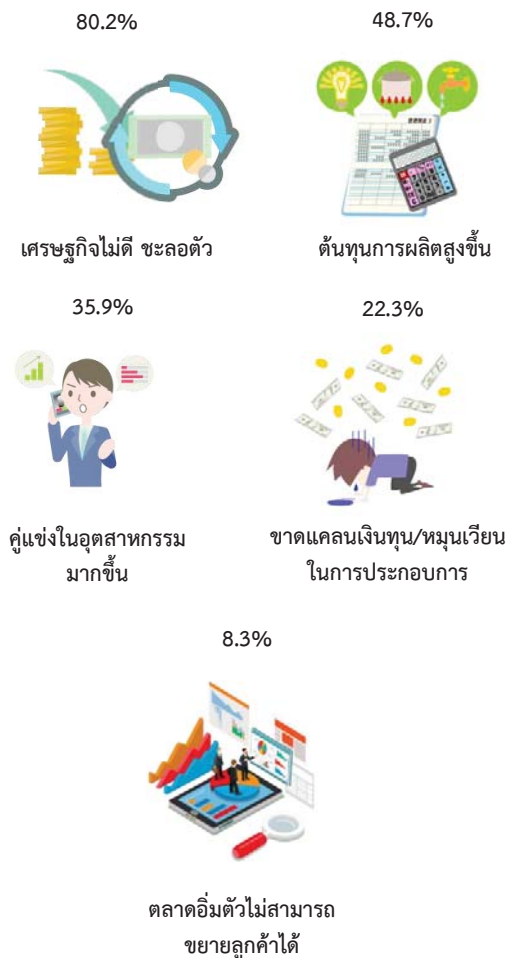 80.2%
48.7%
เศรษฐกิจไม่ดี ชะลอตัว
ต้นทุนการผลิตสูงขึ้น
35.9%
22.3%
คู่แข่งในอุตสาหกรรม
มากขึ้น
ขาดแคลนเงินทุน/หมุนเวียน
ในการประกอบการ
8.3%
ตลาดอิ่มตัวไม่สามารถ
ขยายลูกค้าได้